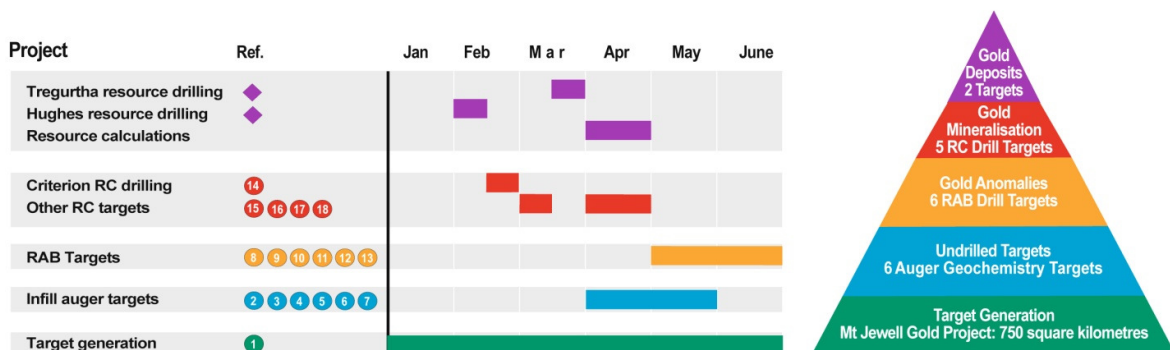 Project Ref. Jan Feb M a r Apr May June
Tregurtha resource drilling
Hughes resource drilling
Resource calculations
Criterion RC drilling 14
Other RC targets 15 16 17 18
RAB Targets 8 9 10 11 12 13
Infill auger targets 2 3 4 5 6 7
Target generation 1
Gold
Deposits
2 Targets
Gold
Mineralisation
5 RC Drill Targets
Gold Anomalies
6 RAB Drill Targets
Undrilled Targets
6 Auger Geochemistry Targets
Target Generation
Mt Jewell Gold Project: 750 square kilometres